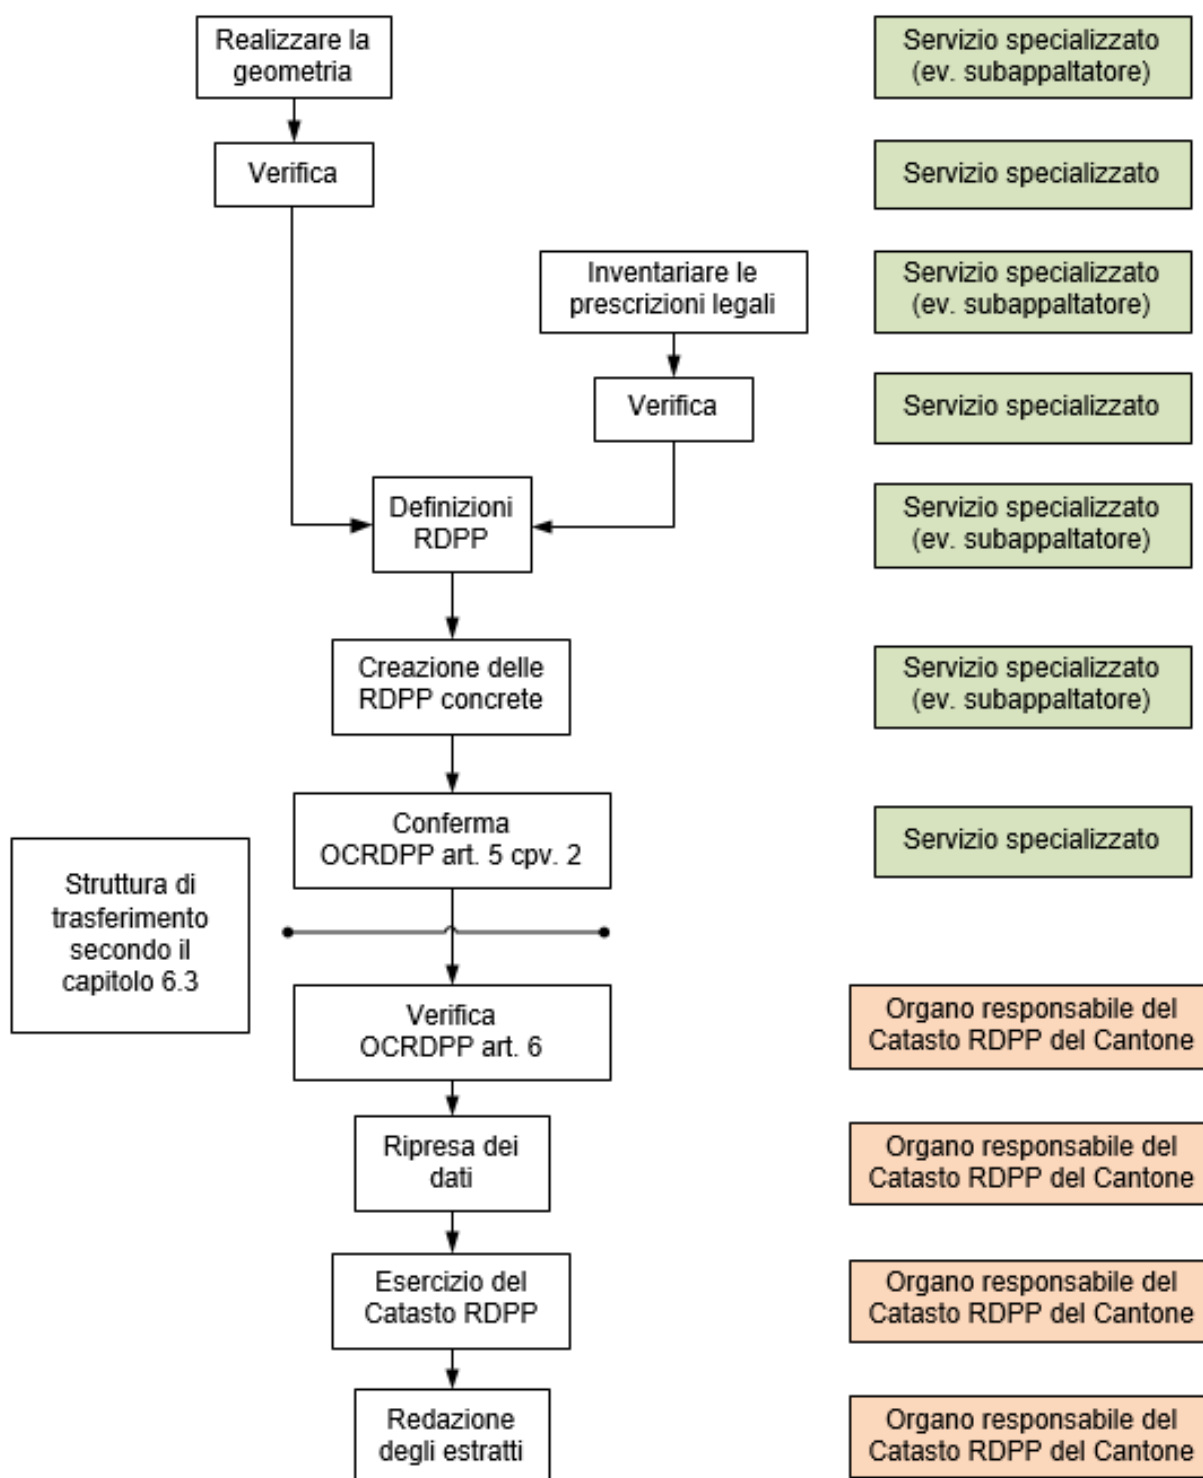 Realizzare la
geometria
Servizio specializzato
(ev. subappaltatore)
Verifica
Servizio specializzato
Inventariare le
prescrizioni legali
Servizio specializzato
(ev. subappaltatore)
Verifica
Servizio specializzato
Definizioni
RDPP
Servizio specializzato
(ev. subappaltatore)
Creazione delle
RDPP concrete
Servizio specializzato
(ev. subappaltatore)
Conferma
OCRDPP art. 5 cpv. 2
Servizio specializzato
Struttura di
trasferimento
secondo il
capitolo 6.3
Verifica
OCRDPP art. 6
Organo responsabile del
Catasto RDPP del Cantone
Ripresa dei
dati
Organo responsabile del
Catasto RDPP del Cantone
Esercizio del
Catasto RDPP
Organo responsabile del
Catasto RDPP del Cantone
Redazione
degli estratti
Organo responsabile del
Catasto RDPP del Cantone